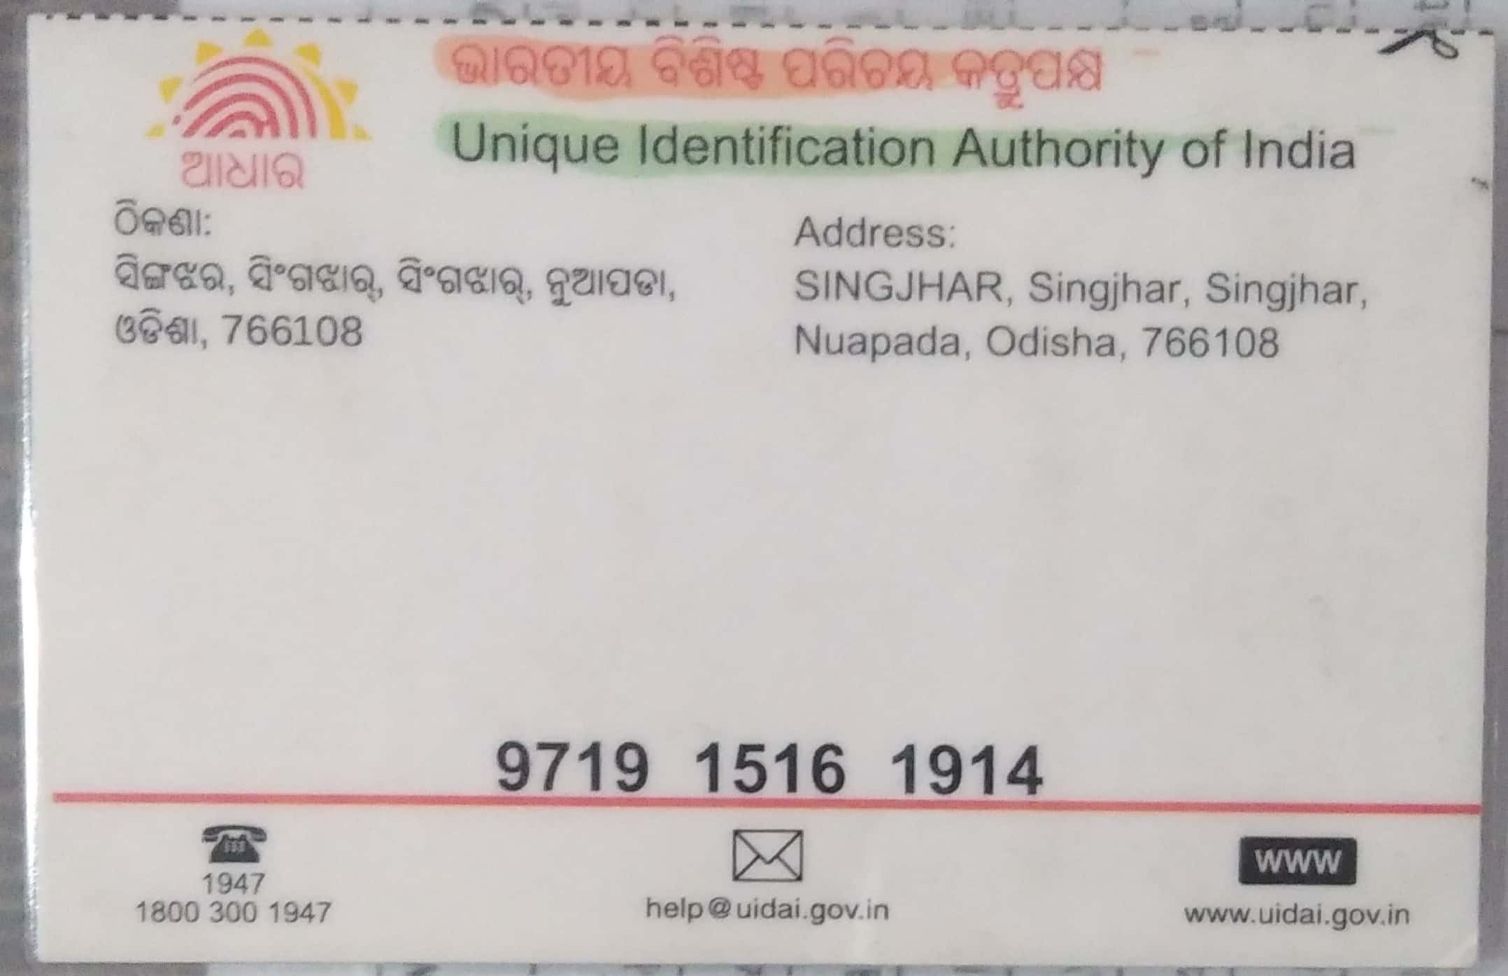 ଭାରତୀୟ ବିଶିଷ୍ଟ ପରିଚୟ କର୍ତ୍ତୃପକ୍ଷ
Unique Identification Authority of India
ଆଧାର
ଠିକଣା:
ସିଙ୍ଗଝର, ସିଂଗଝାର୍, ସିଂଗଝାର୍, ନୁଆପଡା,
ଓଡିଶା, 766108
Address:
SINGJHAR, Singjhar, Singjhar,
Nuapada, Odisha, 766108
9719 1516 1914
1947
1800 300 1947
help@uidai.gov.in
www
www.uidai.gov.in